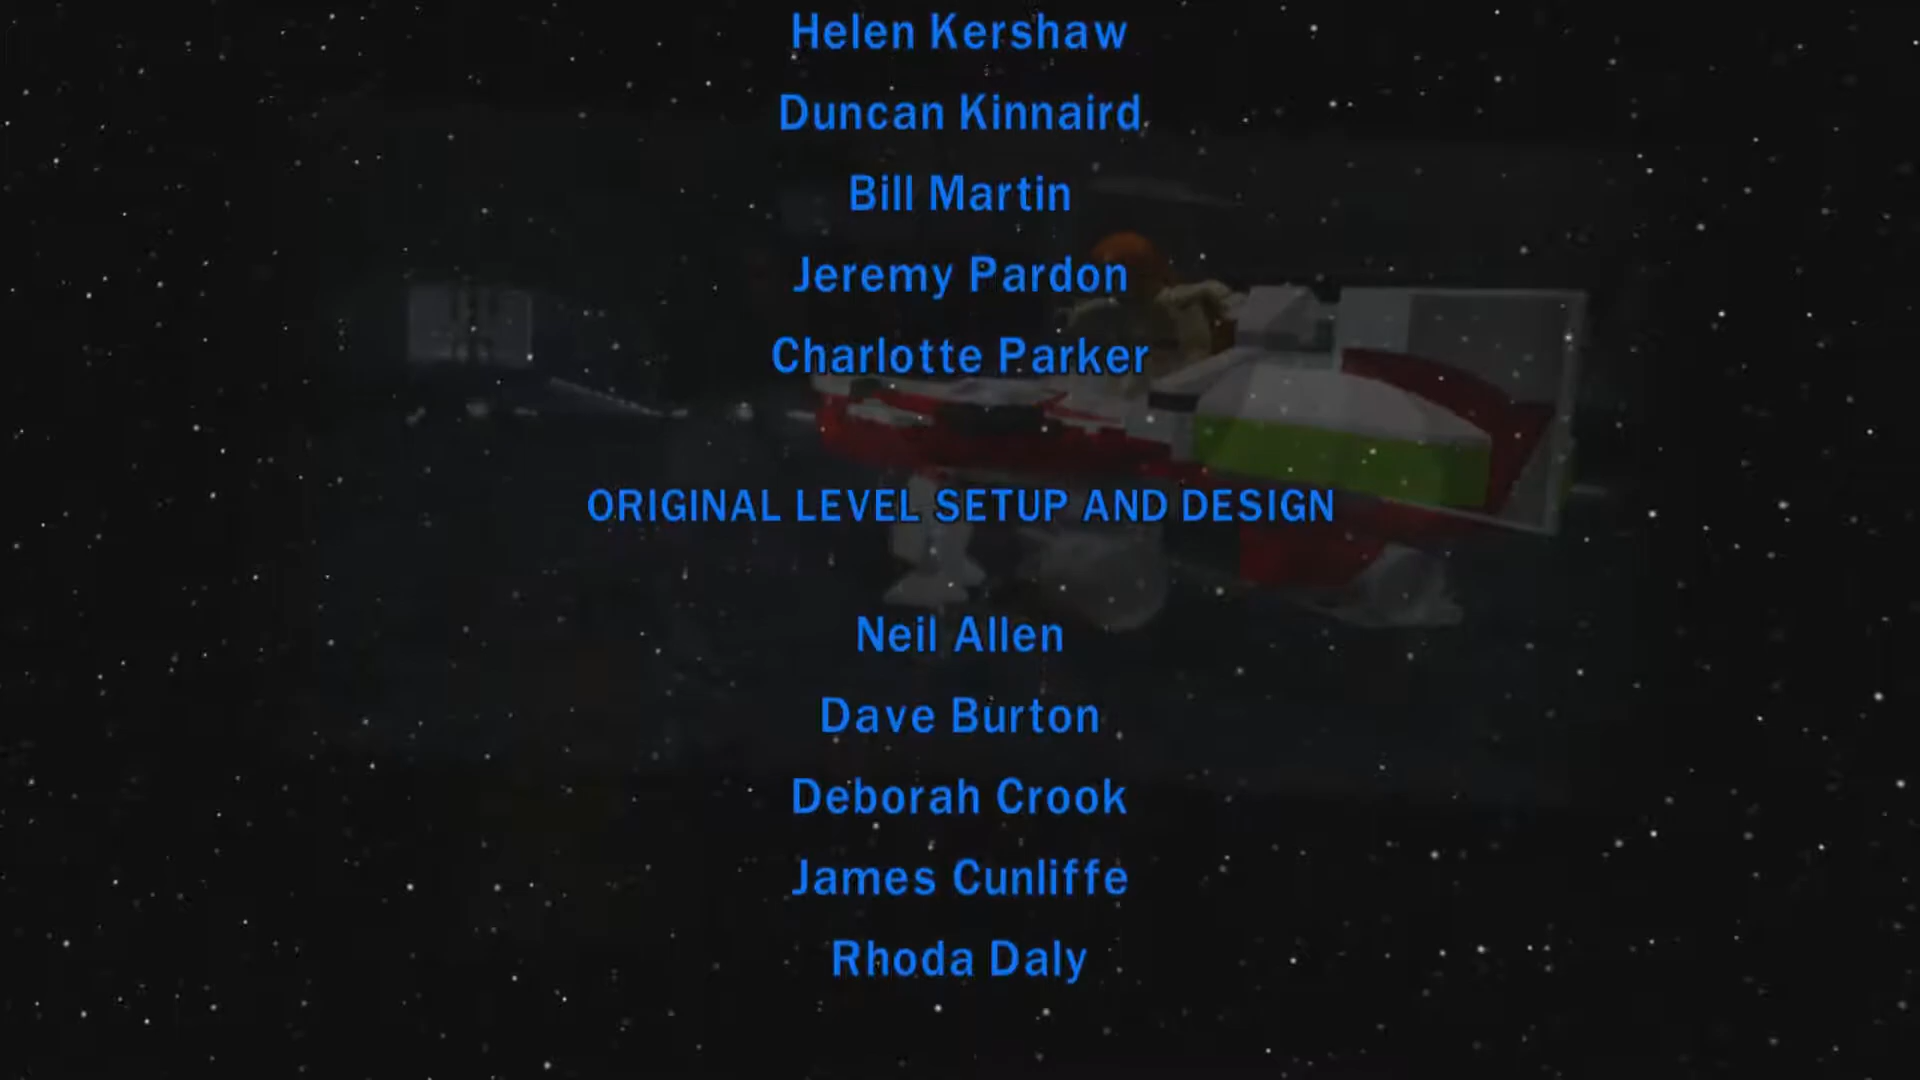 Helen Kershaw
Duncan Kinnaird
Bill Martin
Jeremy Pardon
Charlotte Parker
ORIGINAL LEVEL SETUP AND DESIGN
Neil Allen
Dave Burton
Deborah Crook
James Cunliffe
Rhoda Daly